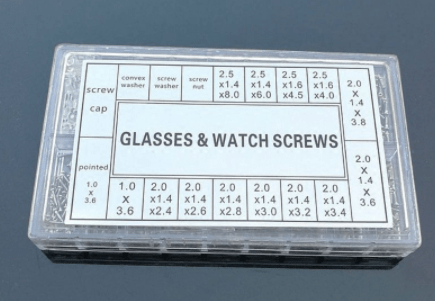 screw
cap
convex
washer
screw
washer
screw
nut
2.5
x1.4
x8.0
2.5
x1.4
x6.0
2.5
x1.6
x4.5
2.5
x1.6
x4.0
2.0
x
1.4
x
3.8
GLASSES & WATCH SCREWS
pointed
1.0
x
3.6
1.0
X
3.6
2.0
x1.4
x2.4
2.0
x1.4
x2.6
2.0
x1.4
x2.8
2.0
x1.4
x3.0
2.0
x1.4
x3.2
2.0
x1.4
x3.4
2.0
X
1.4
X
3.6